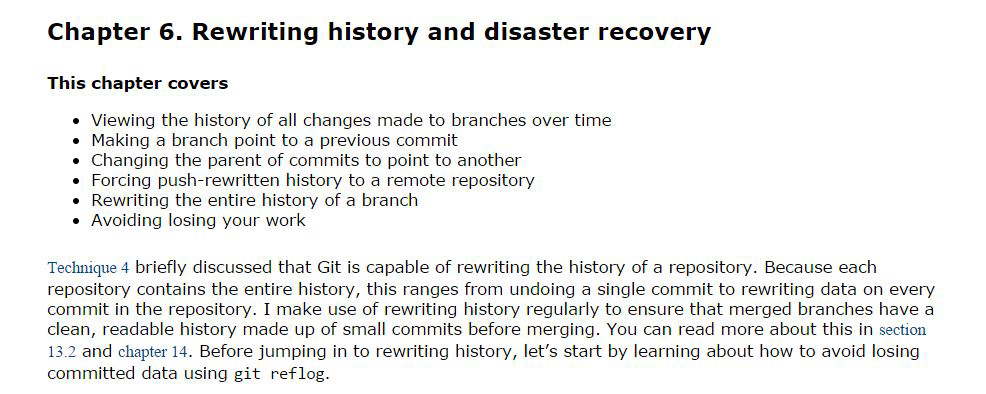 Chapter 6. Rewriting history and disaster recovery
This chapter covers
• Viewing the history of all changes made to branches over time
• Making a branch point to a previous commit
• Changing the parent of commits to point to another
• Forcing push-rewritten history to a remote repository
• Rewriting the entire history of a branch
• Avoiding losing your work
Technique 4 briefly discussed that Git is capable of rewriting the history of a repository. Because each
repository contains the entire history, this ranges from undoing a single commit to rewriting data on every
commit in the repository. I make use of rewriting history regularly to ensure that merged branches have a
clean, readable history made up of small commits before merging. You can read more about this in section
13.2 and chapter 14. Before jumping in to rewriting history, let’s start by learning about how to avoid losing
committed data using git reflog.